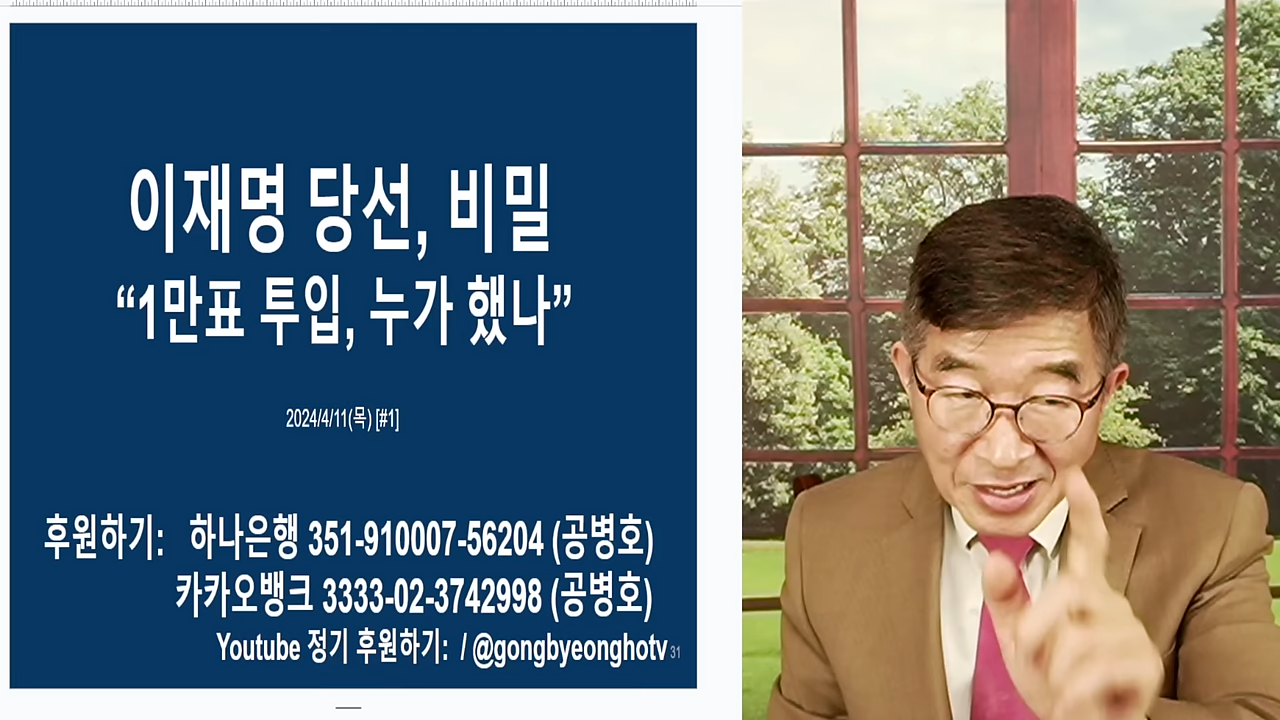 이재명 당선, 비밀
“1만표 투입, 누가 했나”
2024/4/11(목) [#1]
후원하기: 하나은행 351-910007-56204 (공병호)
카카오뱅크 3333-02-3742998 (공병호)
Youtube 정기 후원하기: / @gongbyeonghotv 31